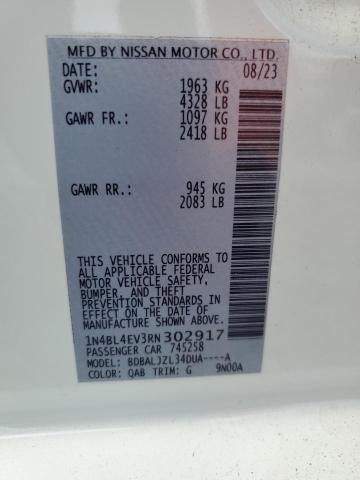 MFD BY NISSAN MOTOR CO., LTD.
DATE: 08/23
GVWR: 1963 KG
4328 LB
GAWR FR.: 1097 KG
2418 LB
GAWR RR.: 945 KG
2083 LB
THIS VEHICLE CONFORMS TO
ALL APPLICABLE FEDERAL
MOTOR VEHICLE SAFETY,
BUMPER, AND THEFT
PREVENTION STANDARDS IN
EFFECT ON THE DATE OF
MANUFACTURE SHOWN ABOVE.
1N4BL4EV3RN302917
PASSENGER CAR 745258
MODEL: BDBALJZL34DUA----A
COLOR: QAB TRIM: G 9N00A